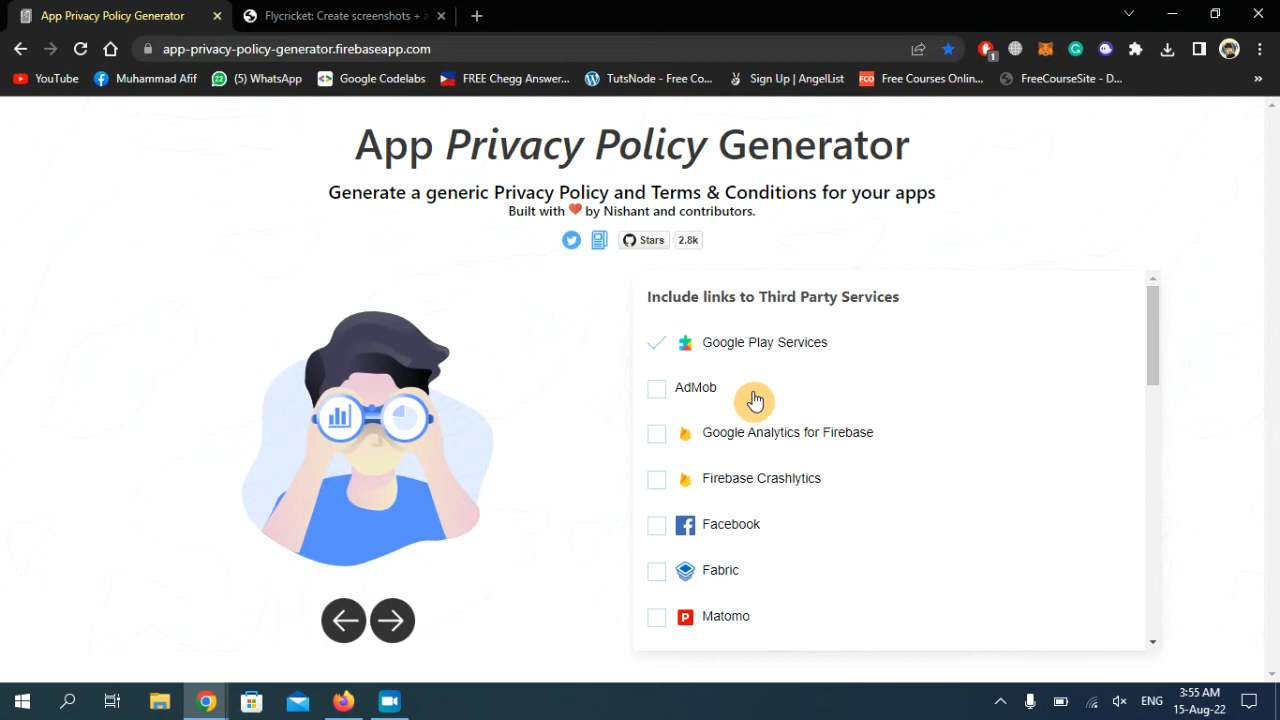 App Privacy Policy Generator
Flycricket: Create screenshots +
app-privacy-policy-generator.firebaseapp.com
1
YouTube
Muhammad Afif
22
(5) WhatsApp
Google Codelabs
FREE Chegg Answer...
TutsNode - Free Co...
Sign Up | AngelList
FCO
Free Courses Onlin...
FreeCourseSite - D...
»
App Privacy Policy Generator
Generate a generic Privacy Policy and Terms & Conditions for your apps
Built with ❤ by Nishant and contributors.
Stars
2.8k
Include links to Third Party Services
Google Play Services
AdMob
Google Analytics for Firebase
Firebase Crashlytics
Facebook
Fabric
Matomo
ENG
3:55 AM
15-Aug-22